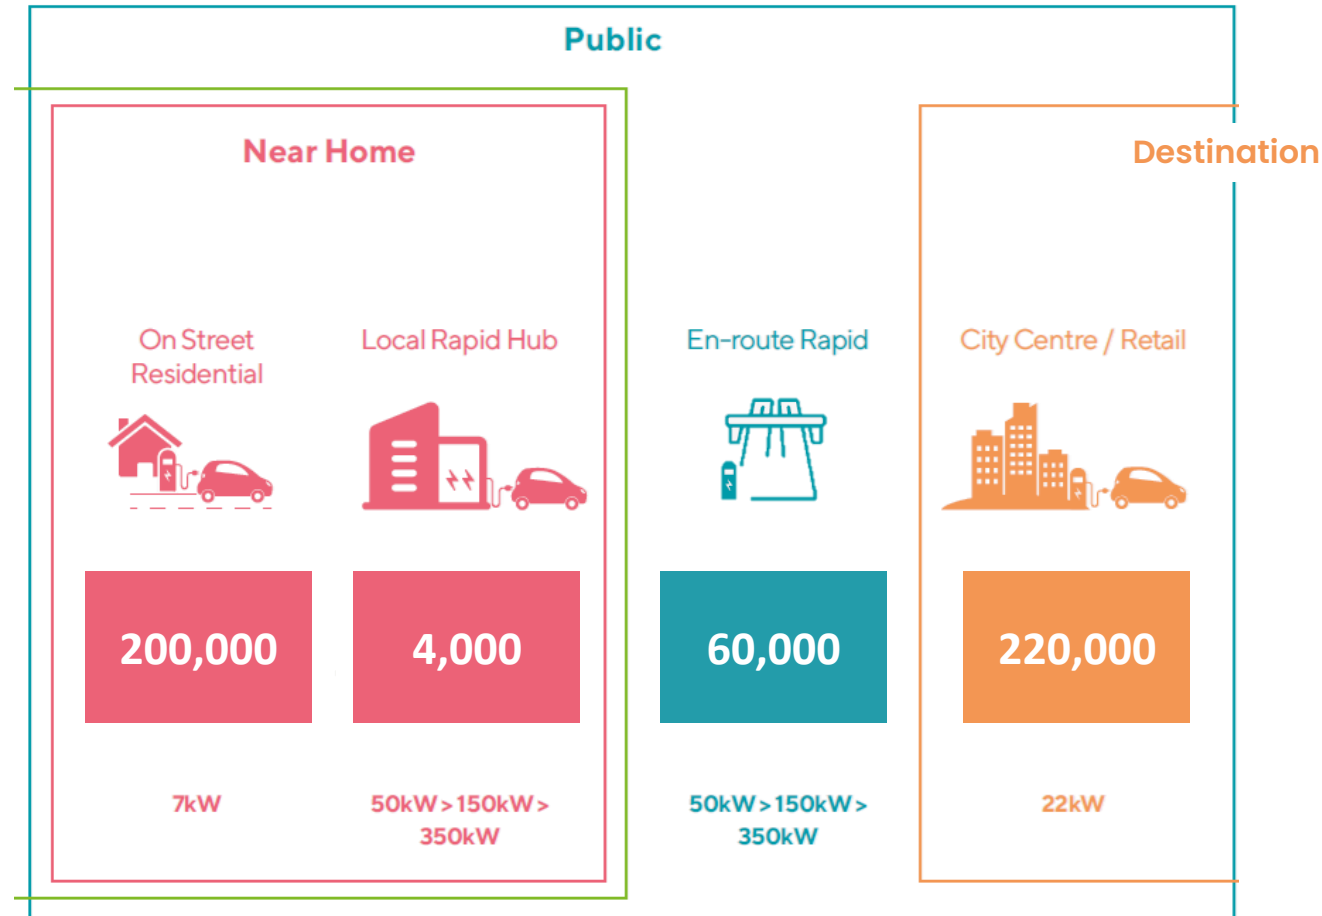 Public
Near Home
Destination
On Street
Residential
Local Rapid Hub
En-route Rapid
City Centre / Retail
200,000
4,000
60,000
220,000
7kW
50kW > 150kW >
350kW
50kW > 150kW >
350kW
22kW